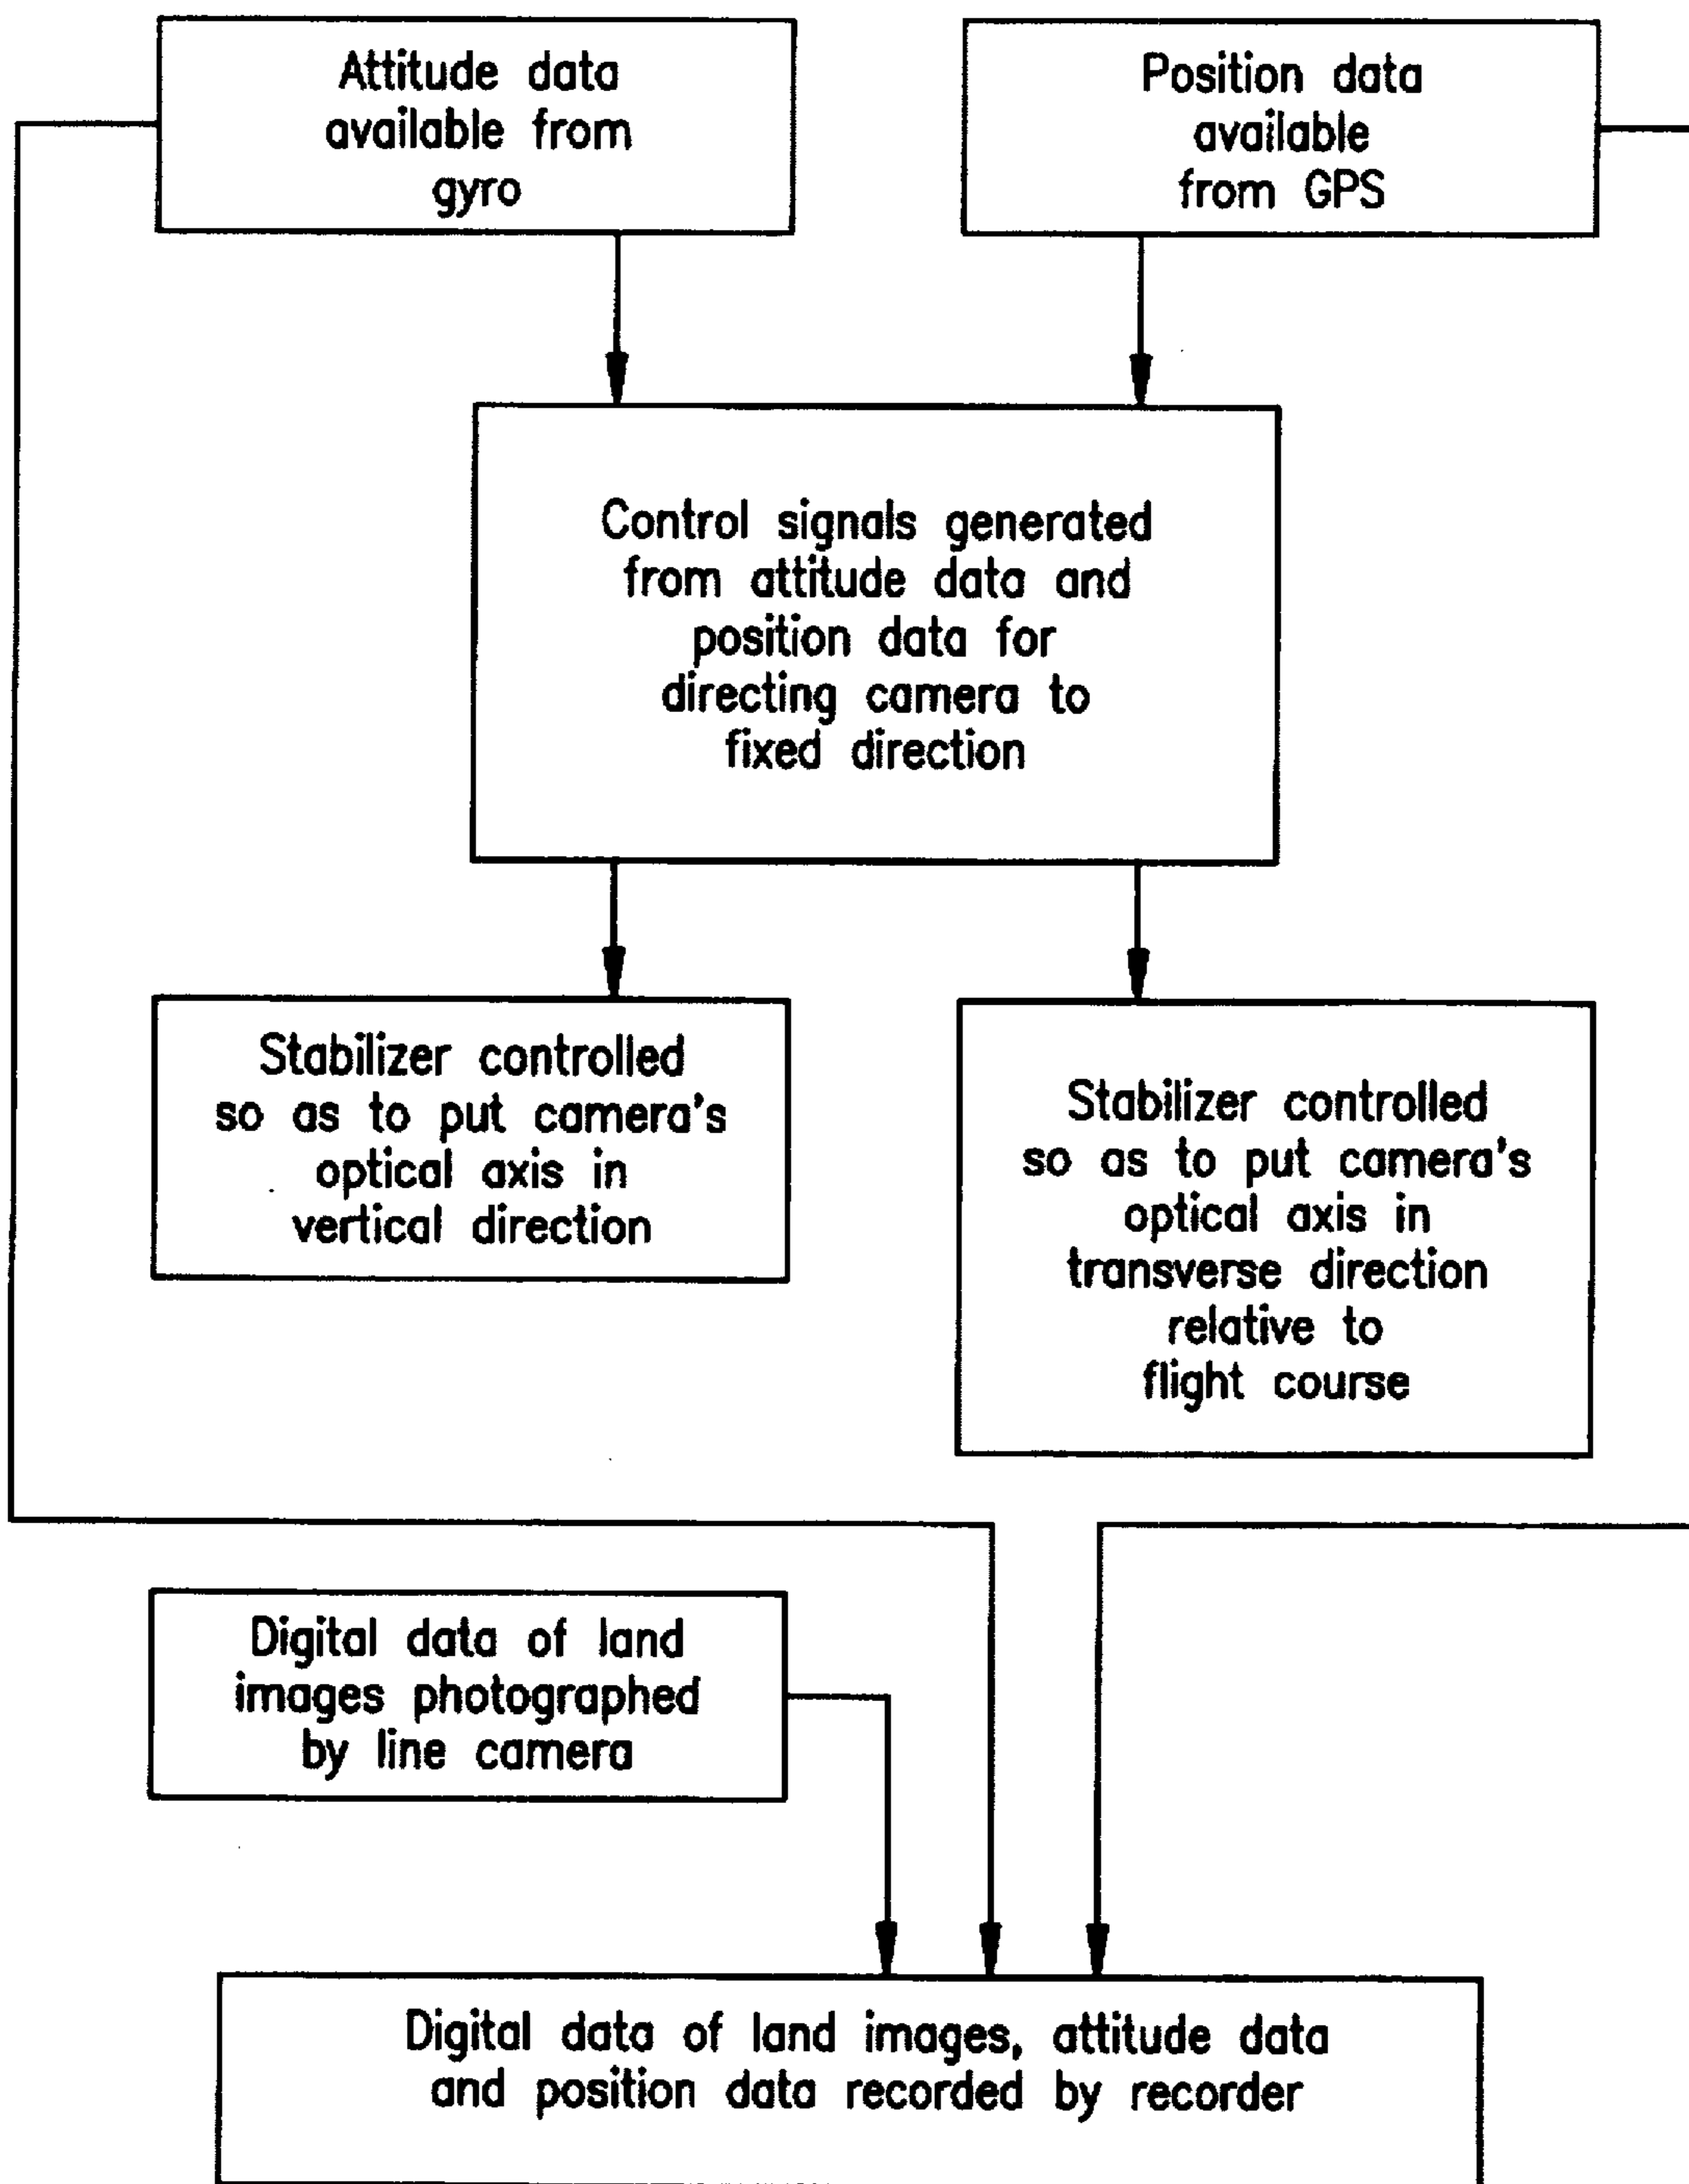 Attitude data
available from
gyro
Position data
available
from GPS
Control signals generated
from attitude data and
position data for
directing camera to
fixed direction
Stabilizer controlled
so as to put camera's
optical axis in
vertical direction
Stabilizer controlled
so as to put camera's
optical axis in
transverse direction
relative to
flight course
Digital data of land
images photographed
by line camera
Digital data of land images, attitude data
and position data recorded by recorder